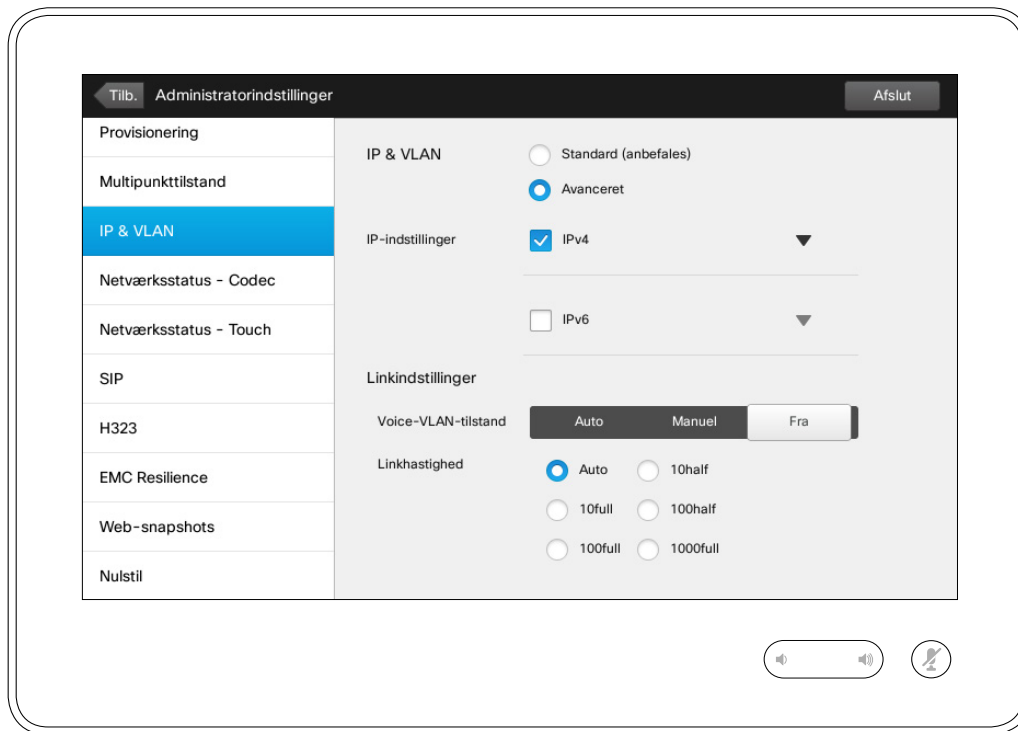 Tilb. Administratorindstillinger Afslut
Provisionering
Multipunkttilstand
IP & VLAN
Netværksstatus - Codec
Netværksstatus - Touch
SIP
H323
EMC Resilience
Web-snapshots
Nulstil
IP & VLAN Standard (anbefales)
Avanceret
IP-indstillinger IPv4
IPv6
Linkindstillinger
Voice-VLAN-tilstand Auto Manuel Fra
Linkhastighed Auto 10half
10full 100half
100full 1000full